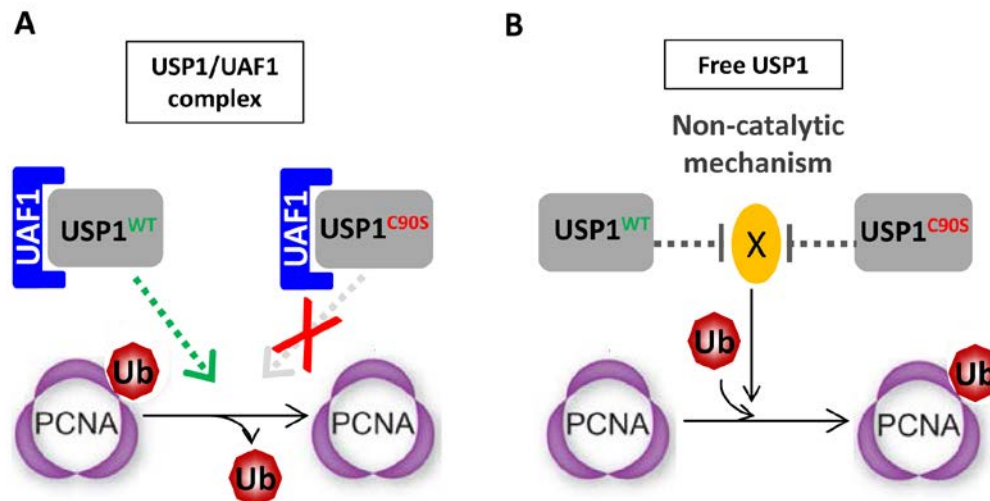 A
USP1/UAF1
complex
UAF1
USP1WT
UAF1
USP1C90S
Ub
PCNA
PCNA
Ub
B
Free USP1
Non-catalytic
mechanism
USP1WT
X
USP1C90S
Ub
PCNA
Ub
PCNA